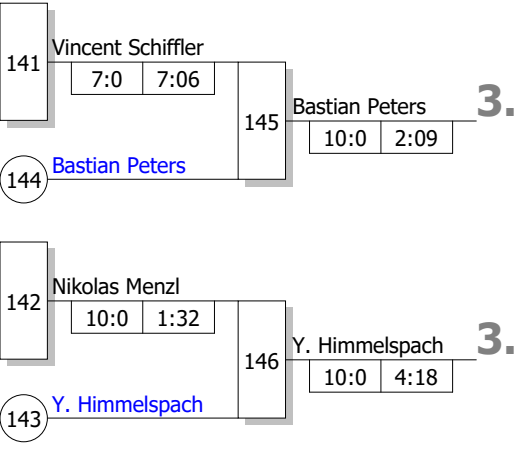 141
Vincent Schiffler
7:0 7:06
145
Bastian Peters
10:0 2:09
3.
144
Bastian Peters
142
Nikolas Menzl
10:0 1:32
146
Y. Himmelspach
10:0 4:18
3.
143
Y. Himmelspach